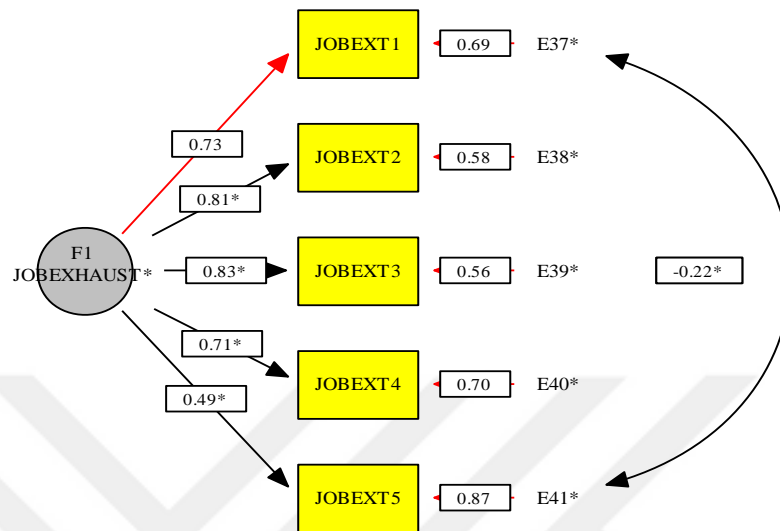 JOBEXT1 0.69 E37*
0.73
JOBEXT2 0.58 E38*
0.81*
F1
JOBEXHAUST*
0.83* JOBEXT3 0.56 E39* -0.22*
0.71*
JOBEXT4 0.70 E40*
0.49*
JOBEXT5 0.87 E41*